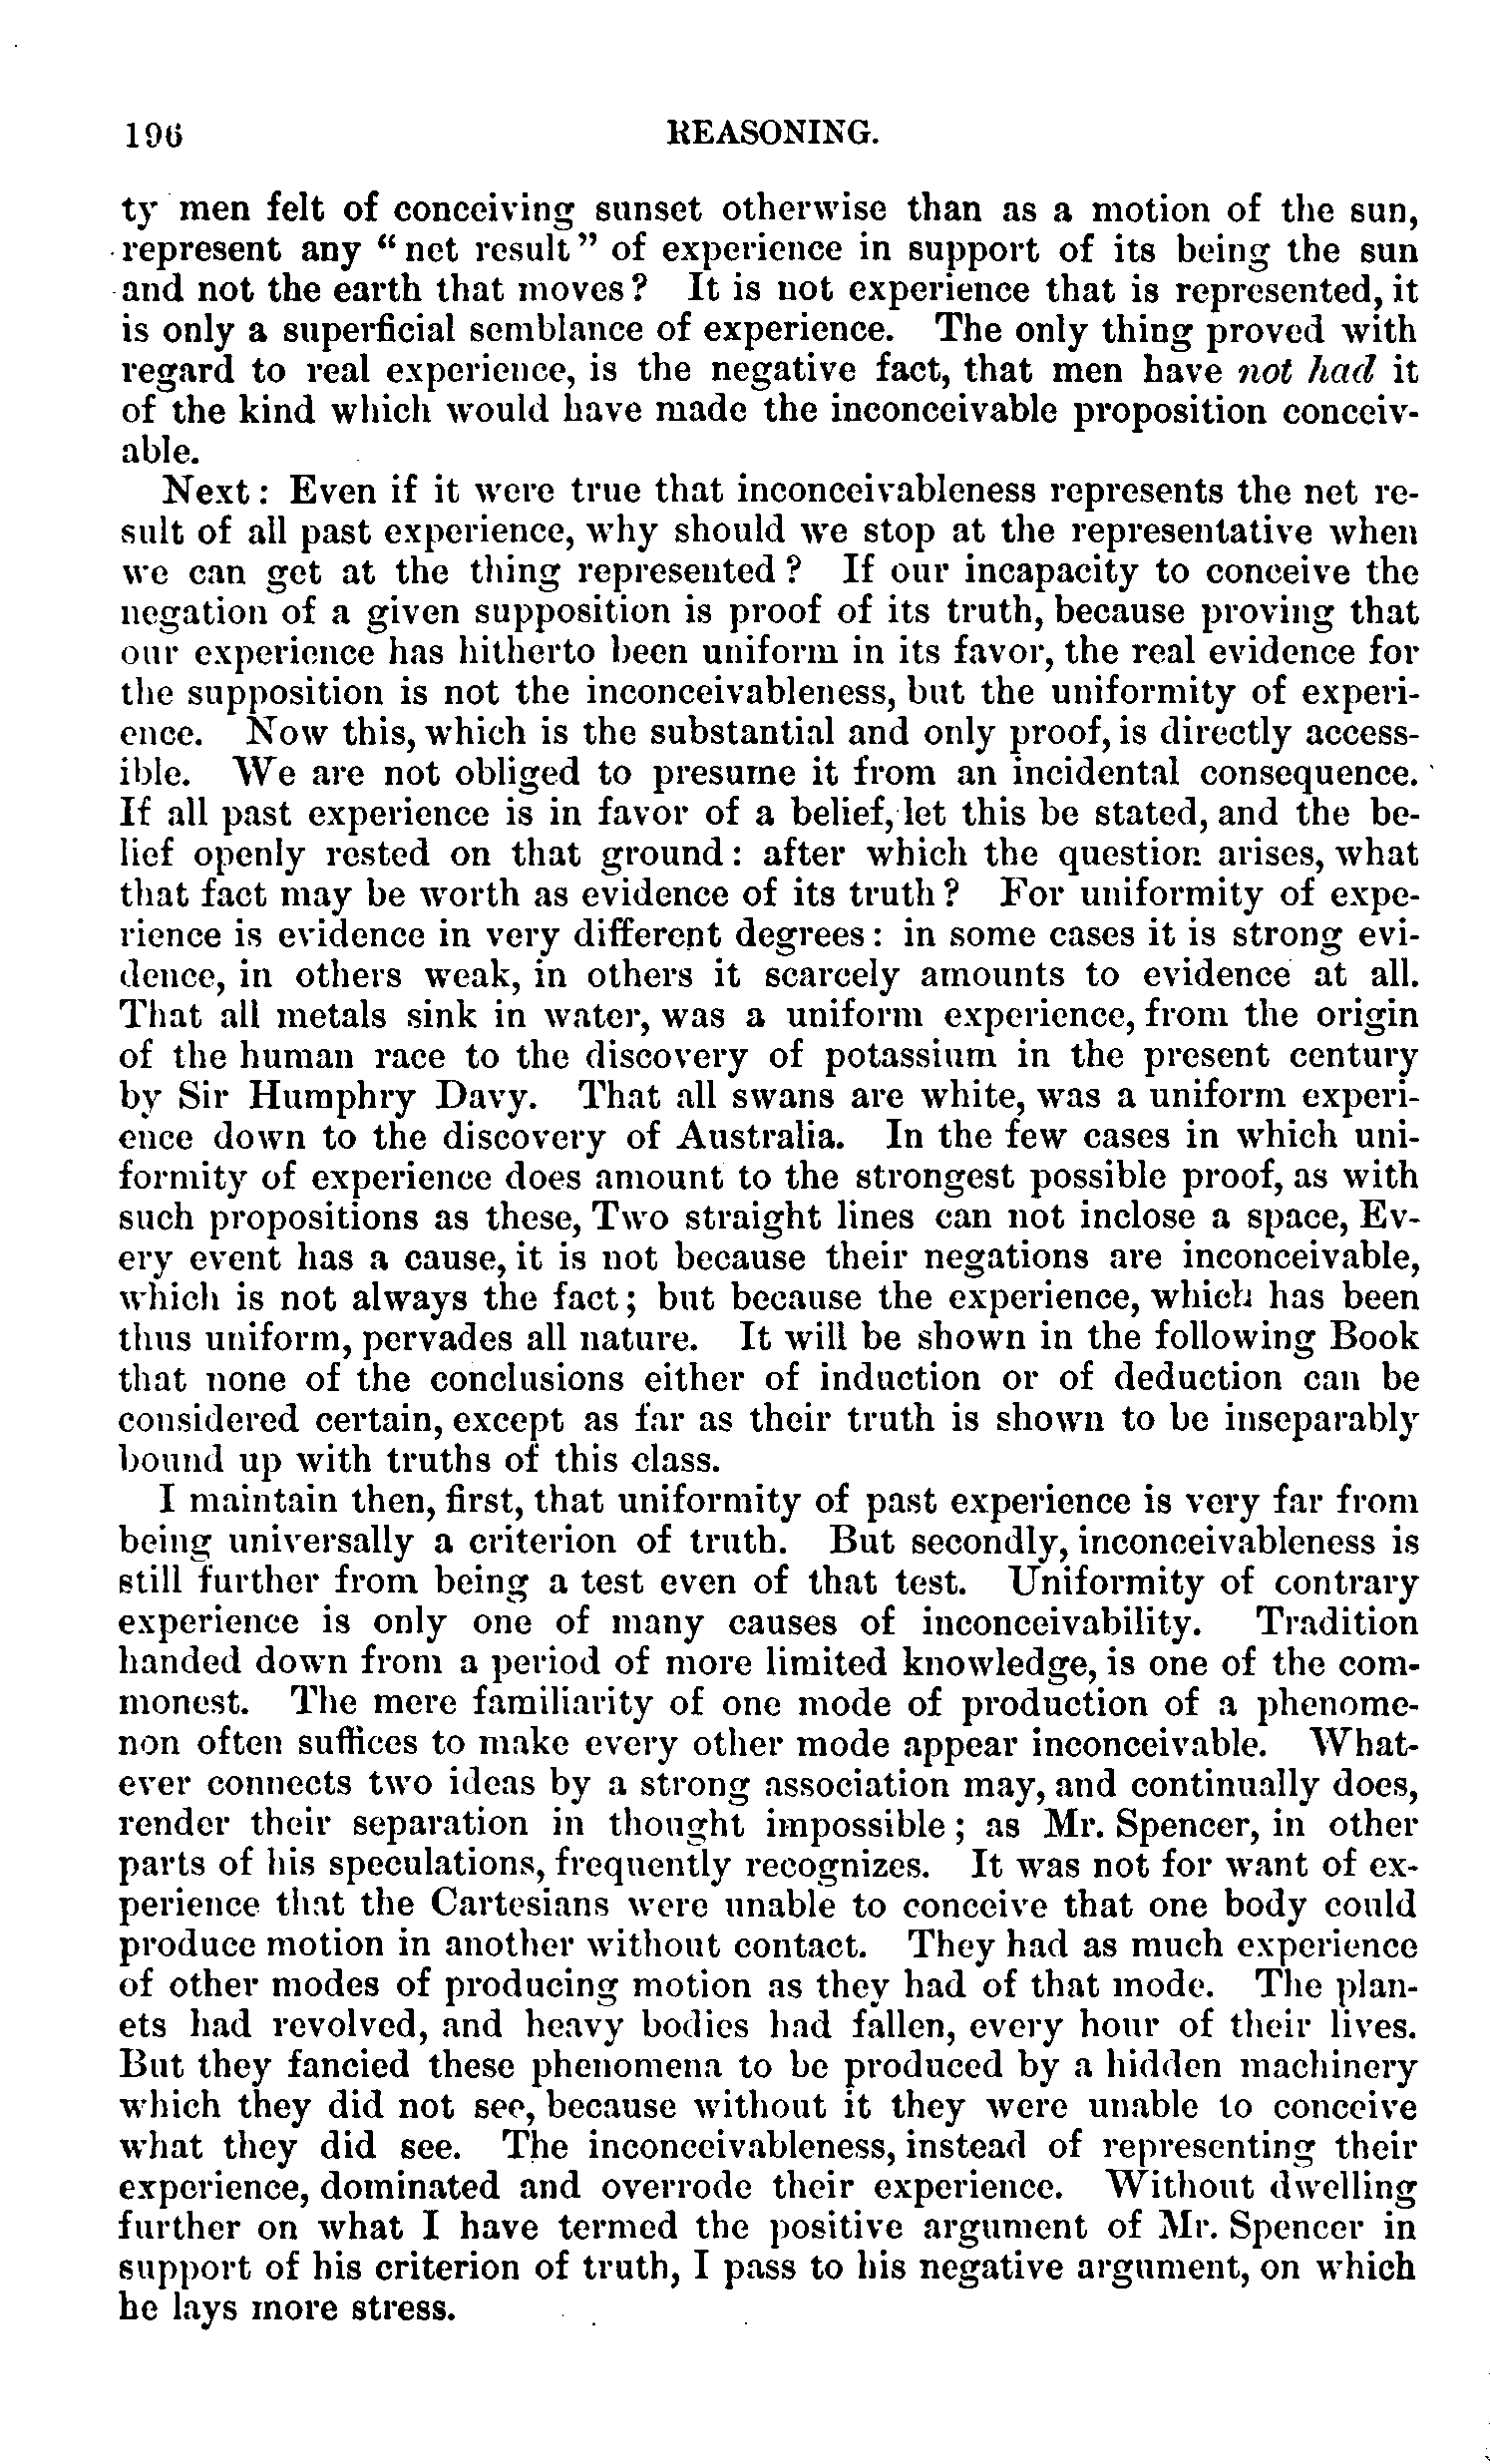 196 REASONING.
ty men felt of conceiving sunset otherwise than as a motion of the sun,
represent any “net result” of experience in support of its being the sun
and not the earth that moves? It is not experience that is represented, it
is only a superficial semblance of experience. The only thing proved with
regard to real experience, is the negative fact, that men have not had it
of the kind which would have made the inconceivable proposition conceiv-
able.
Next: Even if it were true that inconceivableness represents the net re-
sult of all past experience, why should we stop at the representative when
we can get at the thing represented? If our incapacity to conceive the
negation of a given supposition is proof of its truth, because proving that
our experience has hitherto been uniform in its favor, the real evidence for
the supposition is not the inconceivableness, but the uniformity of experi-
ence. Now this, which is the substantial and only proof, is directly access-
ible. We are not obliged to presume it from an incidental consequence.
If all past experience is in favor of a belief, let this be stated, and the be-
lief openly rested on that ground: after which the question arises, what
that fact may be worth as evidence of its truth? For uniformity of expe-
rience is evidence in very different degrees: in some cases it is strong evi-
dence, in others weak, in others it scarcely amounts to evidence at all.
That all metals sink in water, was a uniform experience, from the origin
of the human race to the discovery of potassium in the present century
by Sir Humphry Davy. That all swans are white, was a uniform experi-
ence down to the discovery of Australia. In the few cases in which uni-
formity of experience does amount to the strongest possible proof, as with
such propositions as these, Two straight lines can not inclose a space, Ev-
ery event has a cause, it is not because their negations are inconceivable,
which is not always the fact; but because the experience, which has been
thus uniform, pervades all nature. It will be shown in the following Book
that none of the conclusions either of induction or of deduction can be
considered certain, except as far as their truth is shown to be inseparably
bound up with truths of this class.
I maintain then, first, that uniformity of past experience is very far from
being universally a criterion of truth. But secondly, inconceivableness is
still further from being a test even of that test. Uniformity of contrary
experience is only one of many causes of inconceivability. Tradition
handed down from a period of more limited knowledge, is one of the com-
monest. The mere familiarity of one mode of production of a phenome-
non often suffices to make every other mode appear inconceivable. What-
ever connects two ideas by a strong association may, and continually does,
render their separation in thought impossible; as Mr. Spencer, in other
parts of his speculations, frequently recognizes. It was not for want of ex-
perience that the Cartesians were unable to conceive that one body could
produce motion in another without contact. They had as much experience
of other modes of producing motion as they had of that mode. The plan-
ets had revolved, and heavy bodies had fallen, every hour of their lives.
But they fancied these phenomena to be produced by a hidden machinery
which they did not see, because without it they were unable to conceive
what they did see. The inconceivableness, instead of representing their
experience, dominated and overrode their experience. Without dwelling
further on what I have termed the positive argument of Mr. Spencer in
support of his criterion of truth, I pass to his negative argument, on which
he lays more stress.